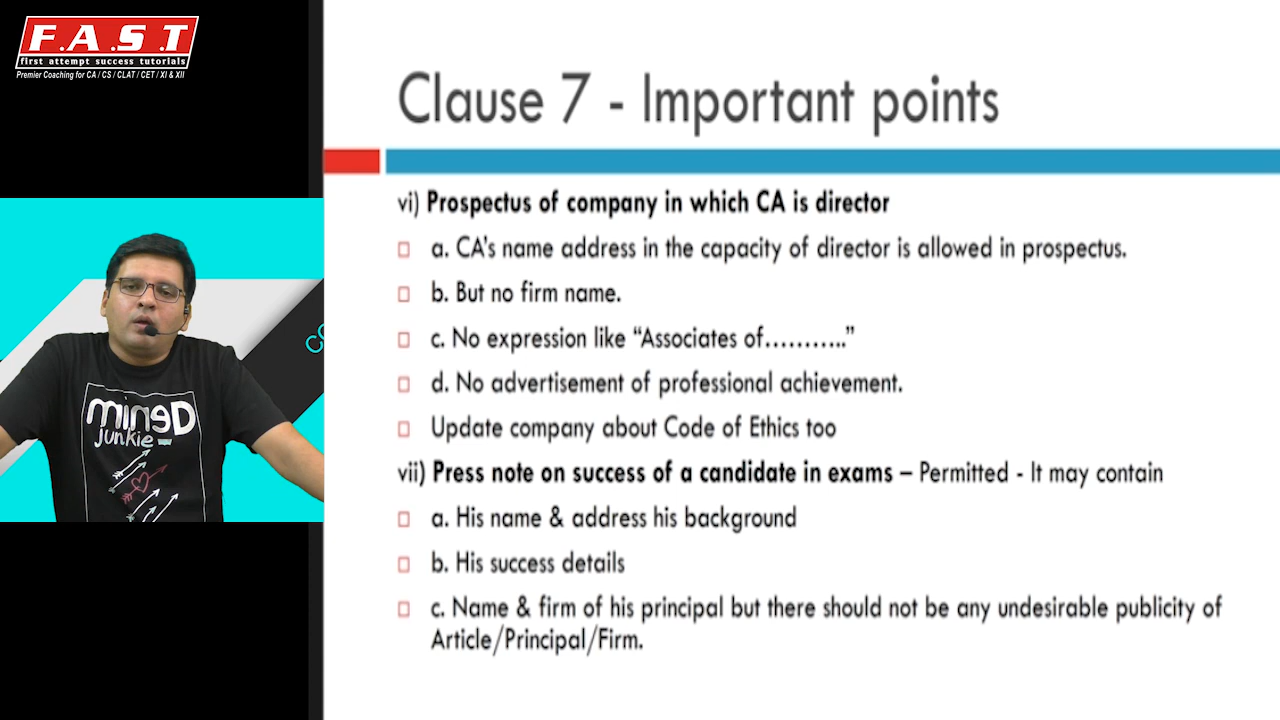 F.A.S.T
first attempt success tutorials
Premier Coaching for CA / CS / CLAT / CET / XI & XII
Clause 7 - Important points
vi) Prospectus of company in which CA is director
a. CA's name address in the capacity of director is allowed in prospectus.
b. But no firm name.
c. No expression like “Associates of………..”
d. No advertisement of professional achievement.
Update company about Code of Ethics too
vii) Press note on success of a candidate in exams – Permitted - It may contain
a. His name & address his background
b. His success details
c. Name & firm of his principal but there should not be any undesirable publicity of
Article/Principal/Firm.
Denim
junkie